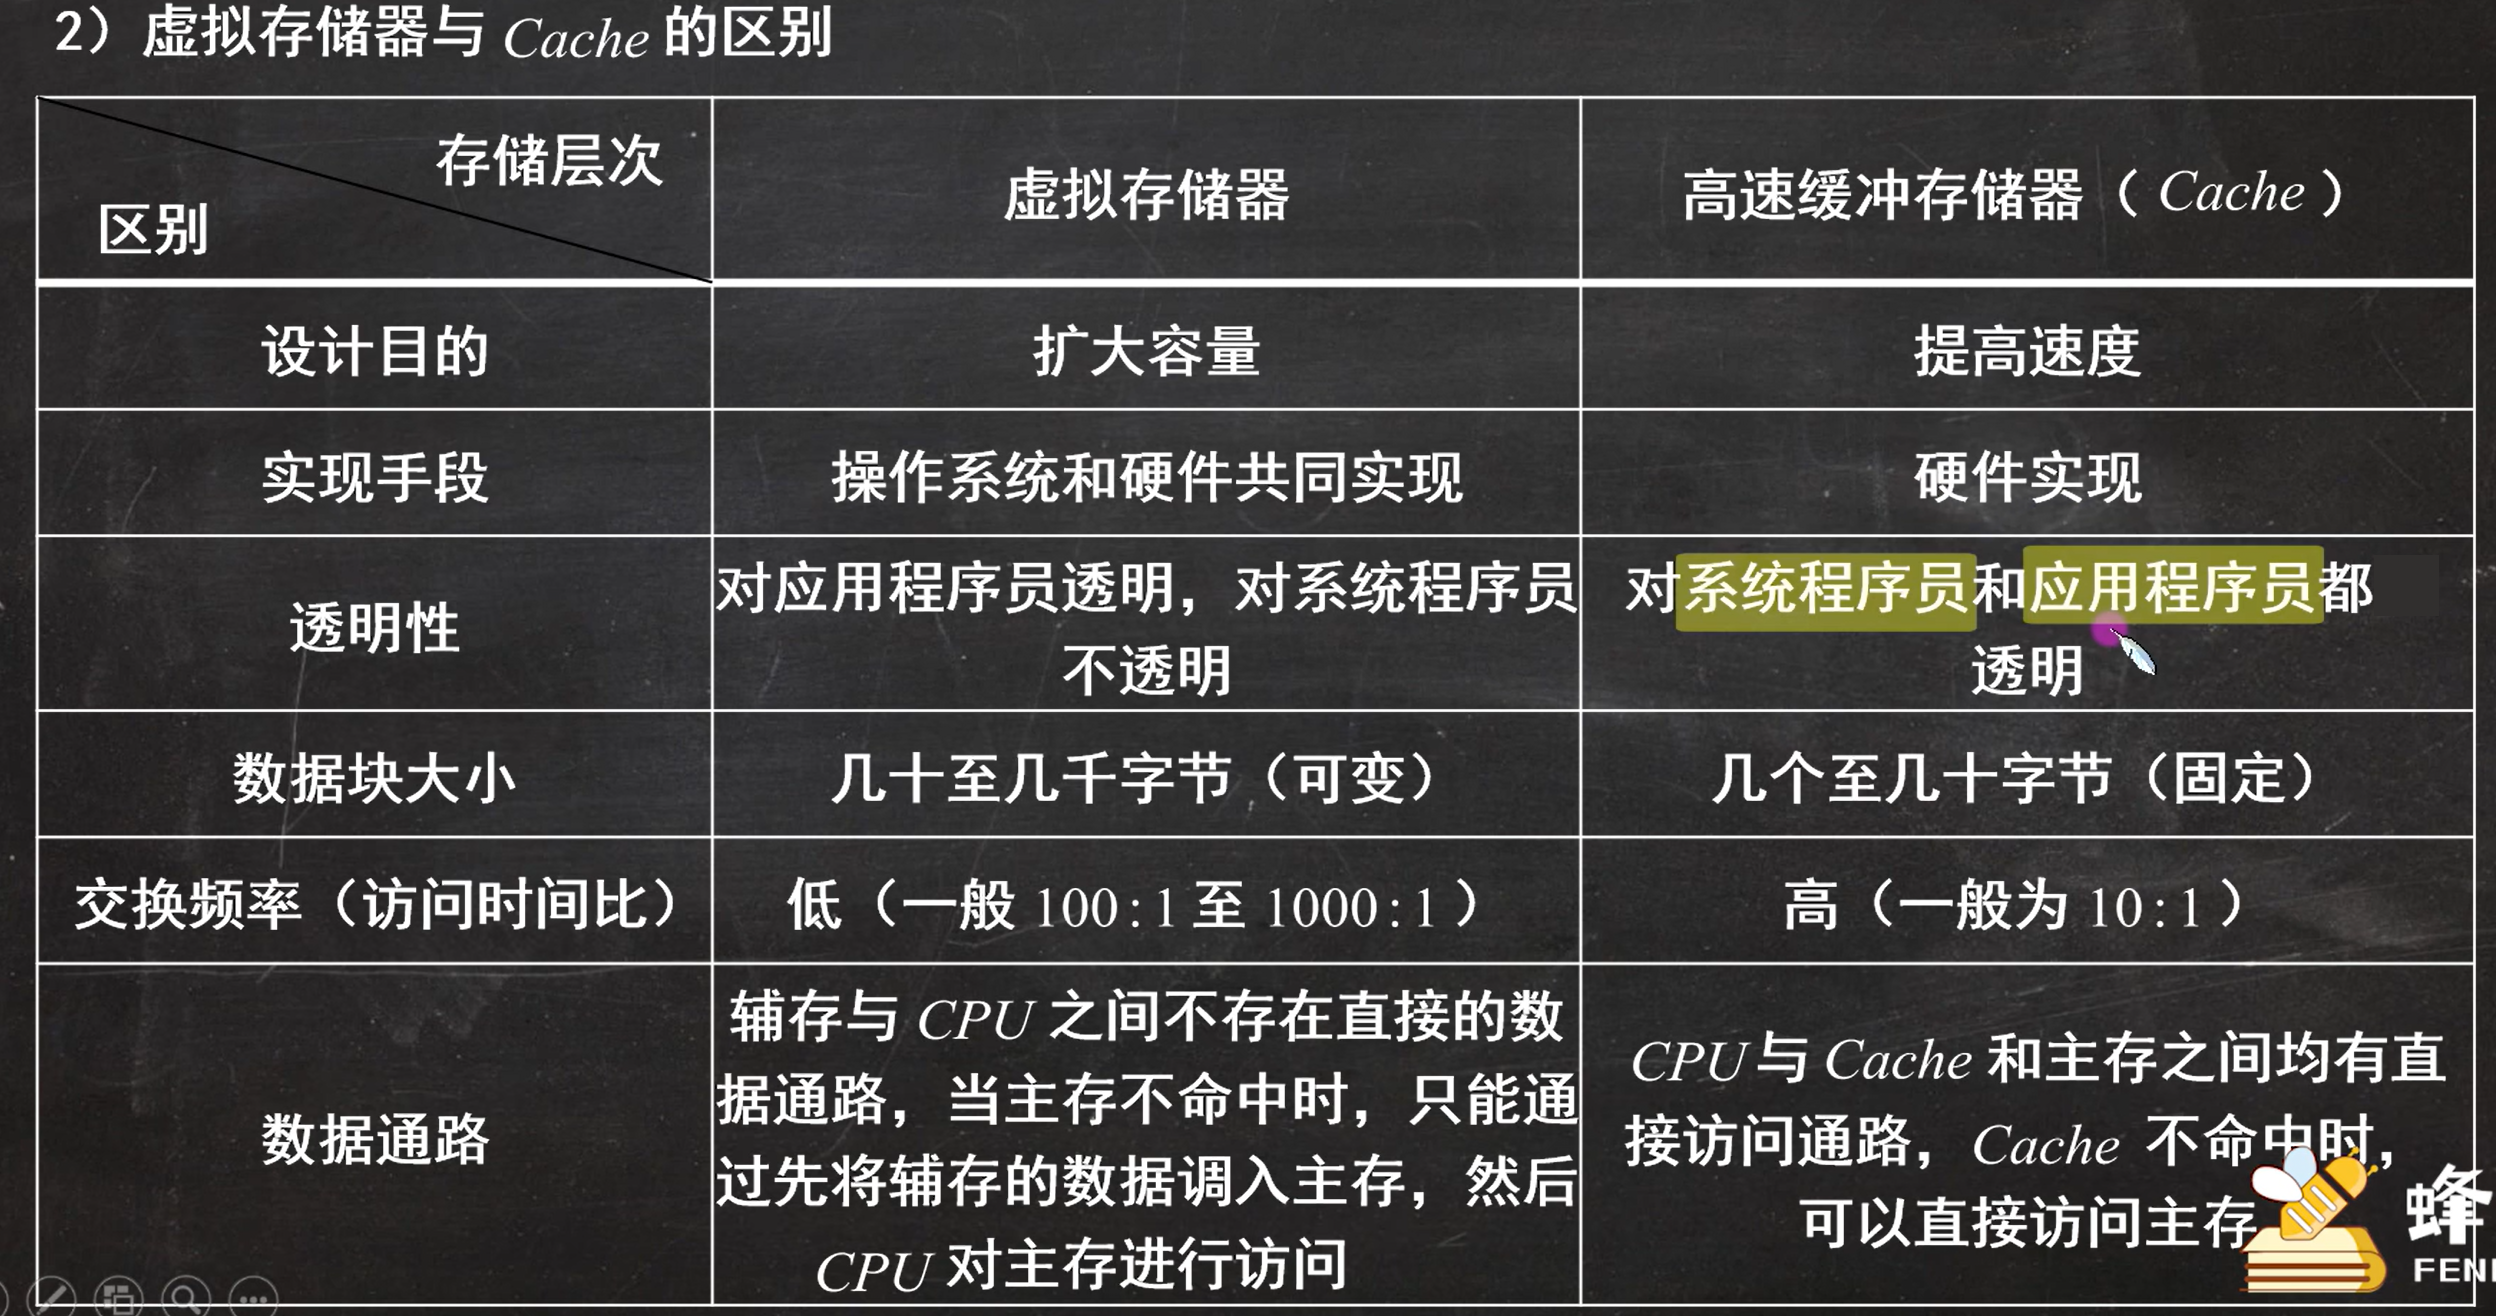 2）虚拟存储器与 Cache 的区别
存储层次
区别
虚拟存储器
高速缓冲存储器（Cache）
设计目的
扩大容量
提高速度
实现手段
操作系统和硬件共同实现
硬件实现
透明性
对应用程序员透明，对系统程序员
不透明
对系统程序员和应用程序员都
透明
数据块大小
几十至几千字节（可变）
几个至几十字节（固定）
交换频率（访问时间比）
低（一般 100:1 至 1000:1）
高（一般为 10:1）
数据通路
辅存与 CPU 之间不存在直接的数
据通路，当主存不命中时，只能通
过先将辅存的数据调入主存，然后
CPU 对主存进行访问
CPU与 Cache 和主存之间均有直
接访问通路，Cache 不命中时，
可以直接访问主存
蜂
FEN